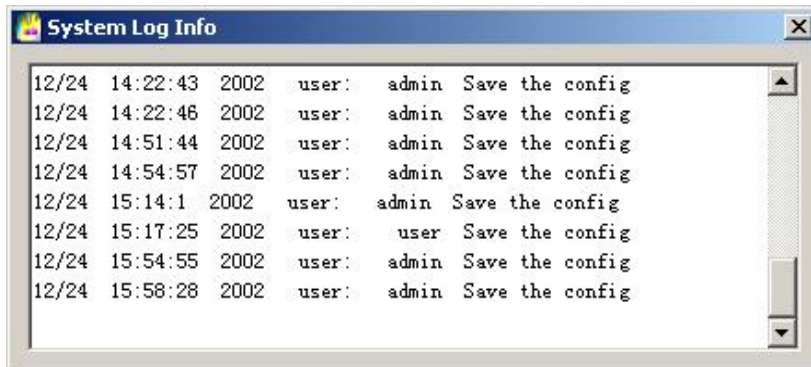 System Log Info
12/24 14:22:43 2002 user: admin Save the config
12/24 14:22:46 2002 user: admin Save the config
12/24 14:51:44 2002 user: admin Save the config
12/24 14:54:57 2002 user: admin Save the config
12/24 15:14:1 2002 user: admin Save the config
12/24 15:17:25 2002 user: user Save the config
12/24 15:54:55 2002 user: admin Save the config
12/24 15:58:28 2002 user: admin Save the config